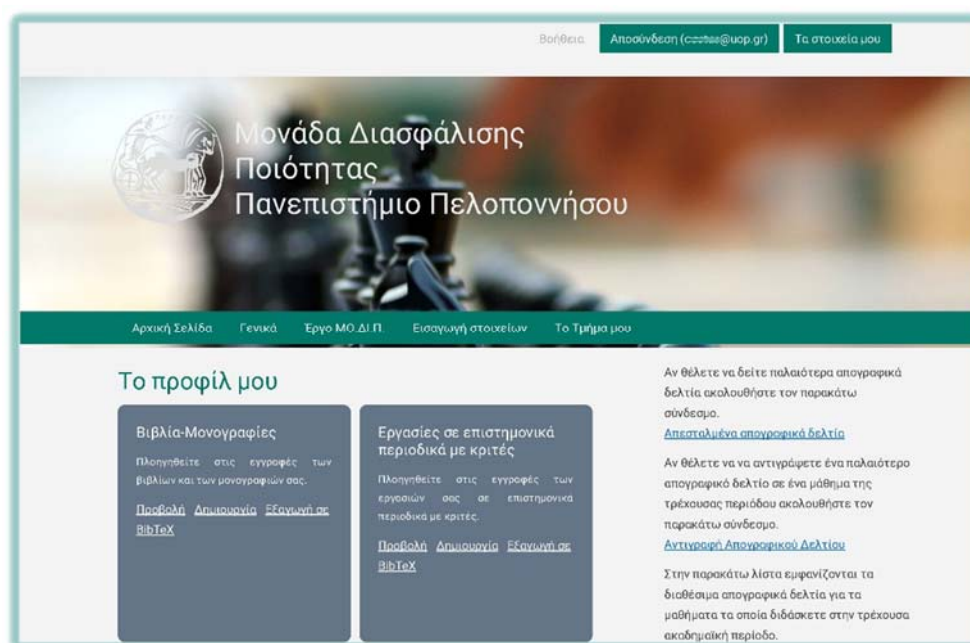 Βοήθεια
Αποσύνδεση (@uop.gr)
Τα στοιχεία μου
Μονάδα Διασφάλισης
Ποιότητας
Πανεπιστήμιο Πελοποννήσου
Αρχική Σελίδα Γενικά Έργο ΜΟ.ΔΙ.Π. Εισαγωγή στοιχείων Το Τμήμα μου
Το προφίλ μου
Βιβλία-Μονογραφίες
Πλοηγηθείτε στις εγγραφές των
βιβλίων και των μονογραφιών σας.
Προβολή Δημιουργία Εξαγωγή σε
BibTeX
Εργασίες σε επιστημονικά
περιοδικά με κριτές
Πλοηγηθείτε στις εγγραφές των
εργασιών σας σε επιστημονικά
περιοδικά με κριτές.
Προβολή Δημιουργία Εξαγωγή σε
BibTeX
Αν θέλετε να δείτε παλαιότερα απογραφικά
δελτία ακολουθήστε τον παρακάτω
σύνδεσμο.
Απεσταλμένα απογραφικά δελτία
Αν θέλετε να να αντιγράψετε ένα παλαιότερο
απογραφικό δελτίο σε ένα μάθημα της
τρέχουσας περιόδου ακολουθήστε τον
παρακάτω σύνδεσμο.
Αντιγραφή Απογραφικού Δελτίου
Στην παρακάτω λίστα εμφανίζονται τα
διαθέσιμα απογραφικά δελτία για τα
μαθήματα τα οποία διδάσκετε στην τρέχουσα
ακαδημαϊκή περίοδο.